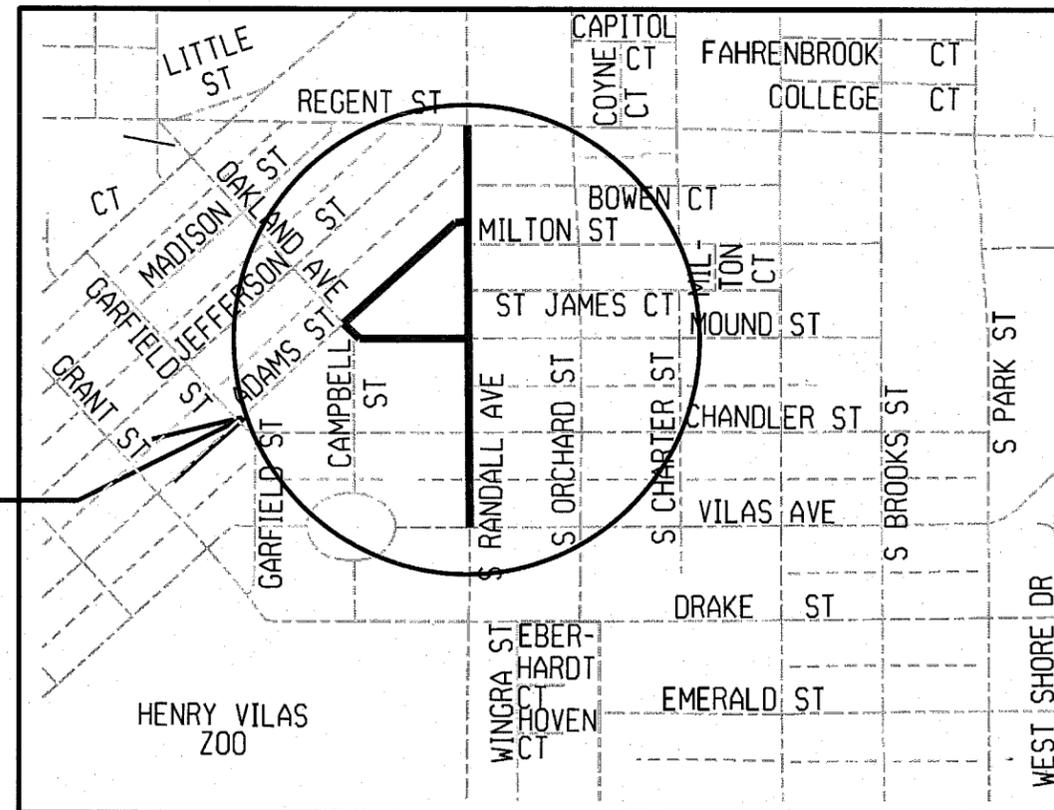 CAPITOL
CT
LITTLE
ST
COYNE
CT
FAHRENBROOK CT
COLLEGE CT
REGENT ST
OAKLAND AVE
MADISON ST
CT
BOWEN CT
MILTON ST
MIL-
TON
CT
JEFFERSON ST
GARFIELD ST
ST JAMES CT
MOUND ST
ADAMS ST
GRANT ST
CAMPBELL
ST
S RANDALL AVE
S ORCHARD ST
S CHARTER ST
CHANDLER ST
S BROOKS ST
S PARK ST
GARFIELD ST
VILAS AVE
DRAKE ST
WINGRA ST
EBER-
HARDT
CT
HOVEN
CT
EMERALD ST
WEST SHORE DR
HENRY VILAS
ZOO